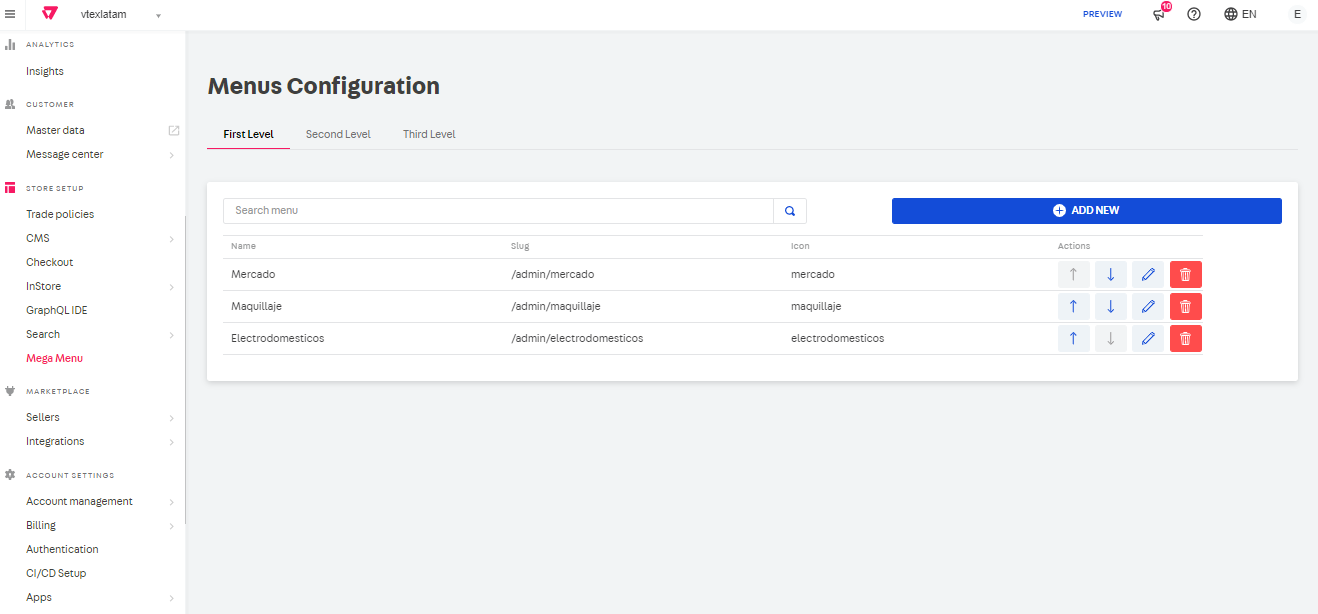 vtexlatam
PREVIEW
10
EN
E
ANALYTICS
Insights
CUSTOMER
Master data
Message center
STORE SETUP
Trade policies
CMS
Checkout
InStore
GraphQL IDE
Search
Mega Menu
MARKETPLACE
Sellers
Integrations
ACCOUNT SETTINGS
Account management
Billing
Authentication
CI/CD Setup
Apps
Menus Configuration
First Level Second Level Third Level
Search menu
ADD NEW
Name Slug Icon Actions
Mercado /admin/mercado mercado
Maquillaje /admin/maquillaje maquillaje
Electrodomesticos /admin/electrodomesticos electrodomesticos